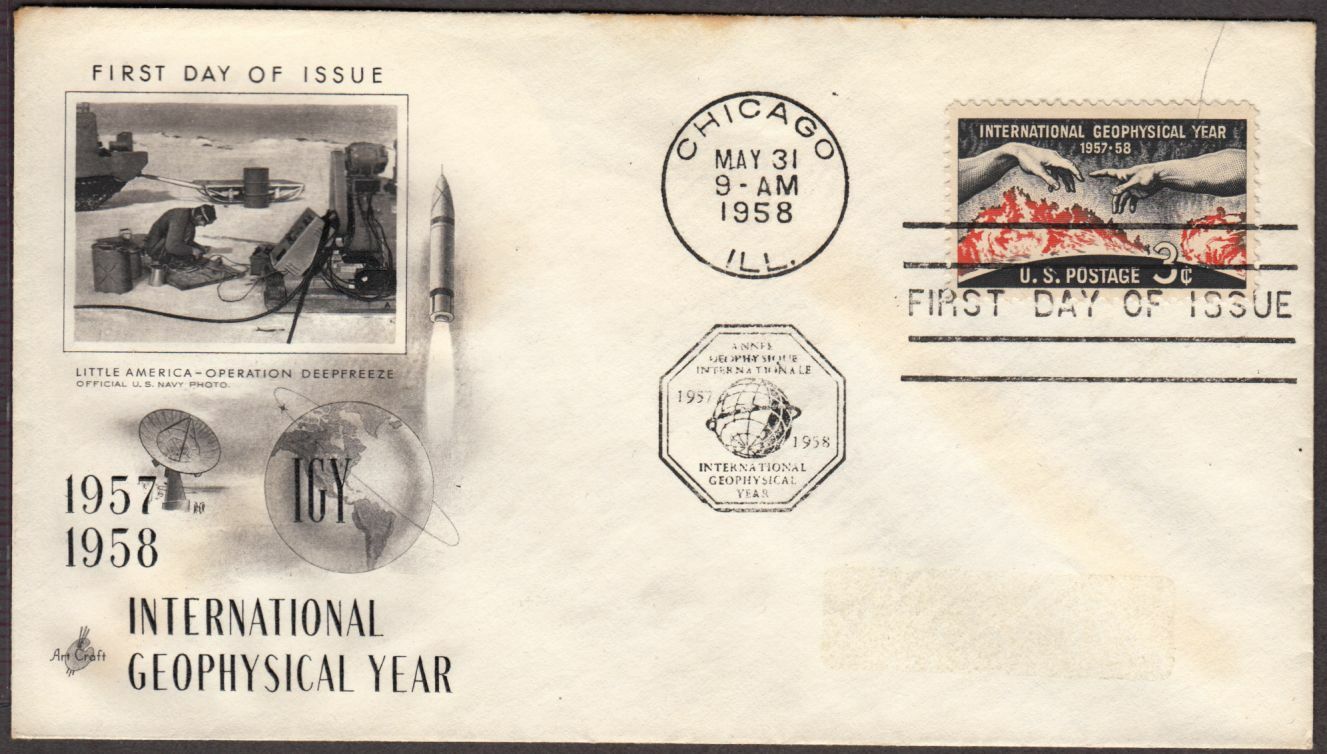 FIRST DAY OF ISSUE
LITTLE AMERICA – OPERATION DEEPFREEZE
OFFICIAL U. S. NAVY PHOTO.
1957
1958
IGY
INTERNATIONAL
GEOPHYSICAL YEAR
Art Craft
CHICAGO
MAY 31
9 - AM
1958
ILL.
ANNÉE
GEOPHYSIQUE
INTERNATIONALE
1957
1958
INTERNATIONAL
GEOPHYSICAL
YEAR
INTERNATIONAL GEOPHYSICAL YEAR
1957·58
U. S. POSTAGE 3¢
FIRST DAY OF ISSUE